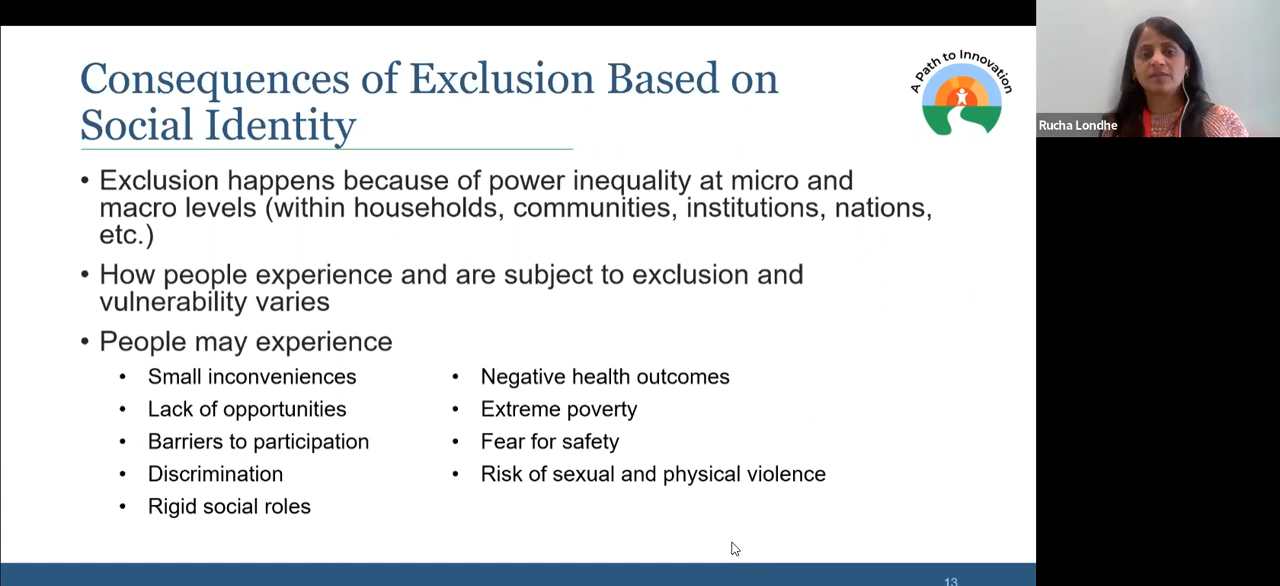 Consequences of Exclusion Based on
Social Identity
A Path to Innovation
Rucha Londhe
• Exclusion happens because of power inequality at micro and
macro levels (within households, communities, institutions, nations,
etc.)
• How people experience and are subject to exclusion and
vulnerability varies
• People may experience
• Small inconveniences
• Lack of opportunities
• Barriers to participation
• Discrimination
• Rigid social roles
• Negative health outcomes
• Extreme poverty
• Fear for safety
• Risk of sexual and physical violence
13